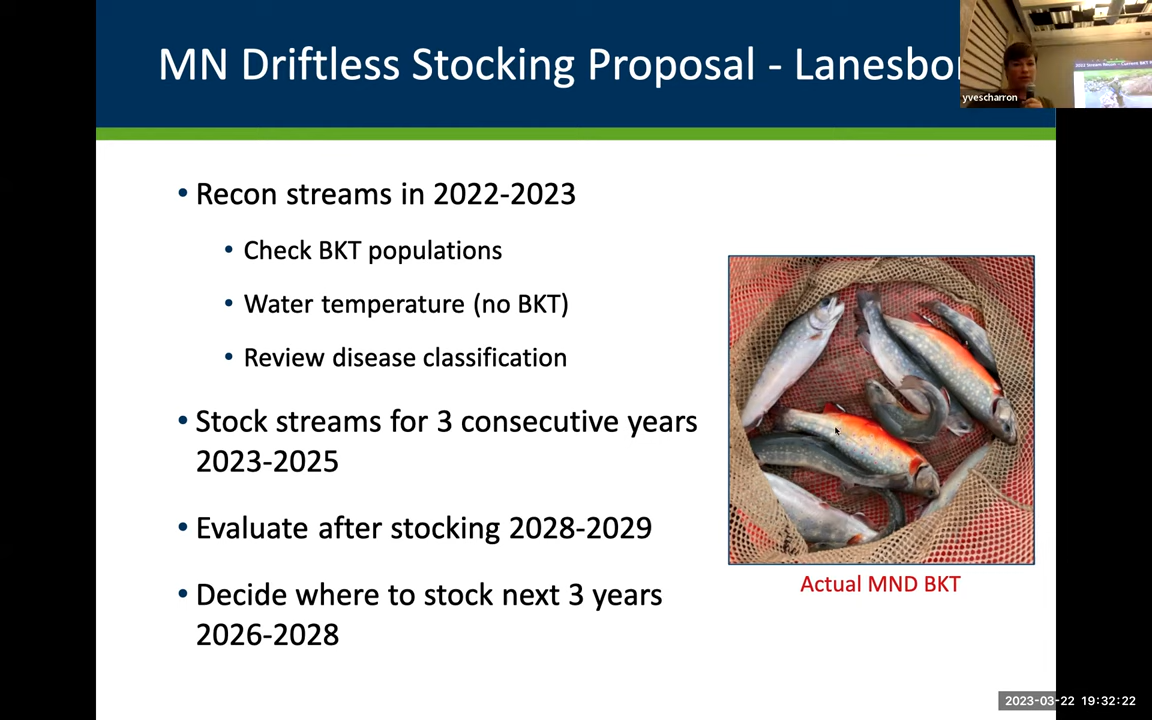 MN Driftless Stocking Proposal - Lanesbor
yvescharron
• Recon streams in 2022-2023
• Check BKT populations
• Water temperature (no BKT)
• Review disease classification
• Stock streams for 3 consecutive years
2023-2025
• Evaluate after stocking 2028-2029
• Decide where to stock next 3 years
2026-2028
Actual MND BKT
2023-03-22 19:32:22